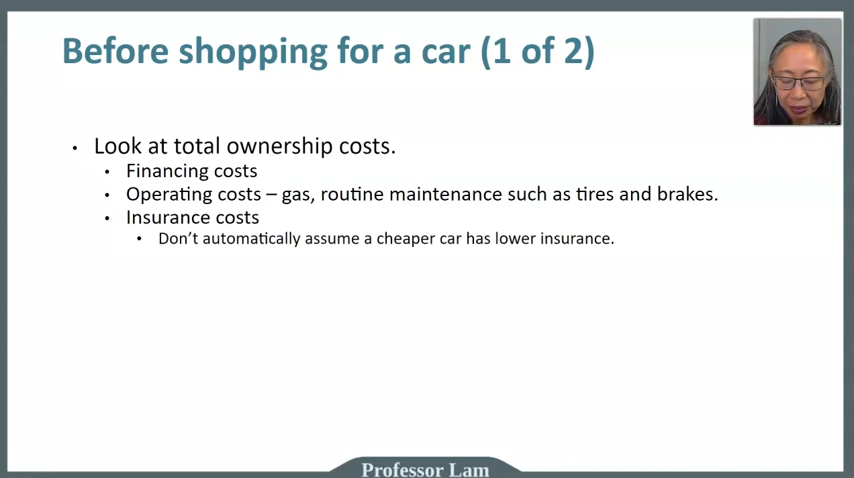 Before shopping for a car (1 of 2)
• Look at total ownership costs.
• Financing costs
• Operating costs – gas, routine maintenance such as tires and brakes.
• Insurance costs
• Don’t automatically assume a cheaper car has lower insurance.
Professor Lam